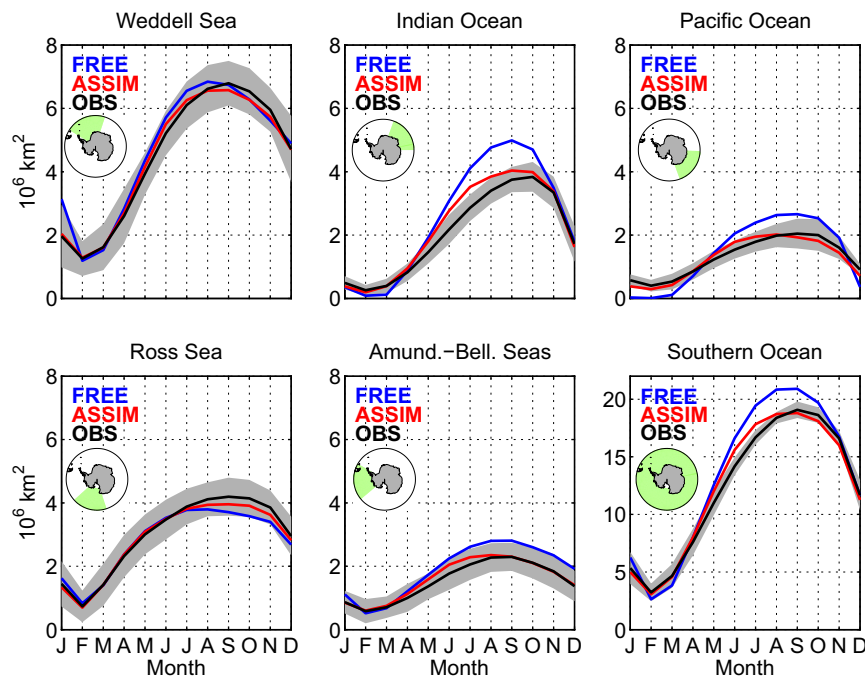 Weddell Sea
Indian Ocean
Pacific Ocean
8
6
4
2
0
10⁶ km²
FREE
ASSIM
OBS
8
6
4
2
0
FREE
ASSIM
OBS
8
6
4
2
0
FREE
ASSIM
OBS
Ross Sea
Amund.−Bell. Seas
Southern Ocean
8
6
4
2
0
10⁶ km²
FREE
ASSIM
OBS
J F M A M J J A S O N D
Month
8
6
4
2
0
FREE
ASSIM
OBS
J F M A M J J A S O N D
Month
20
15
10
5
0
FREE
ASSIM
OBS
J F M A M J J A S O N D
Month